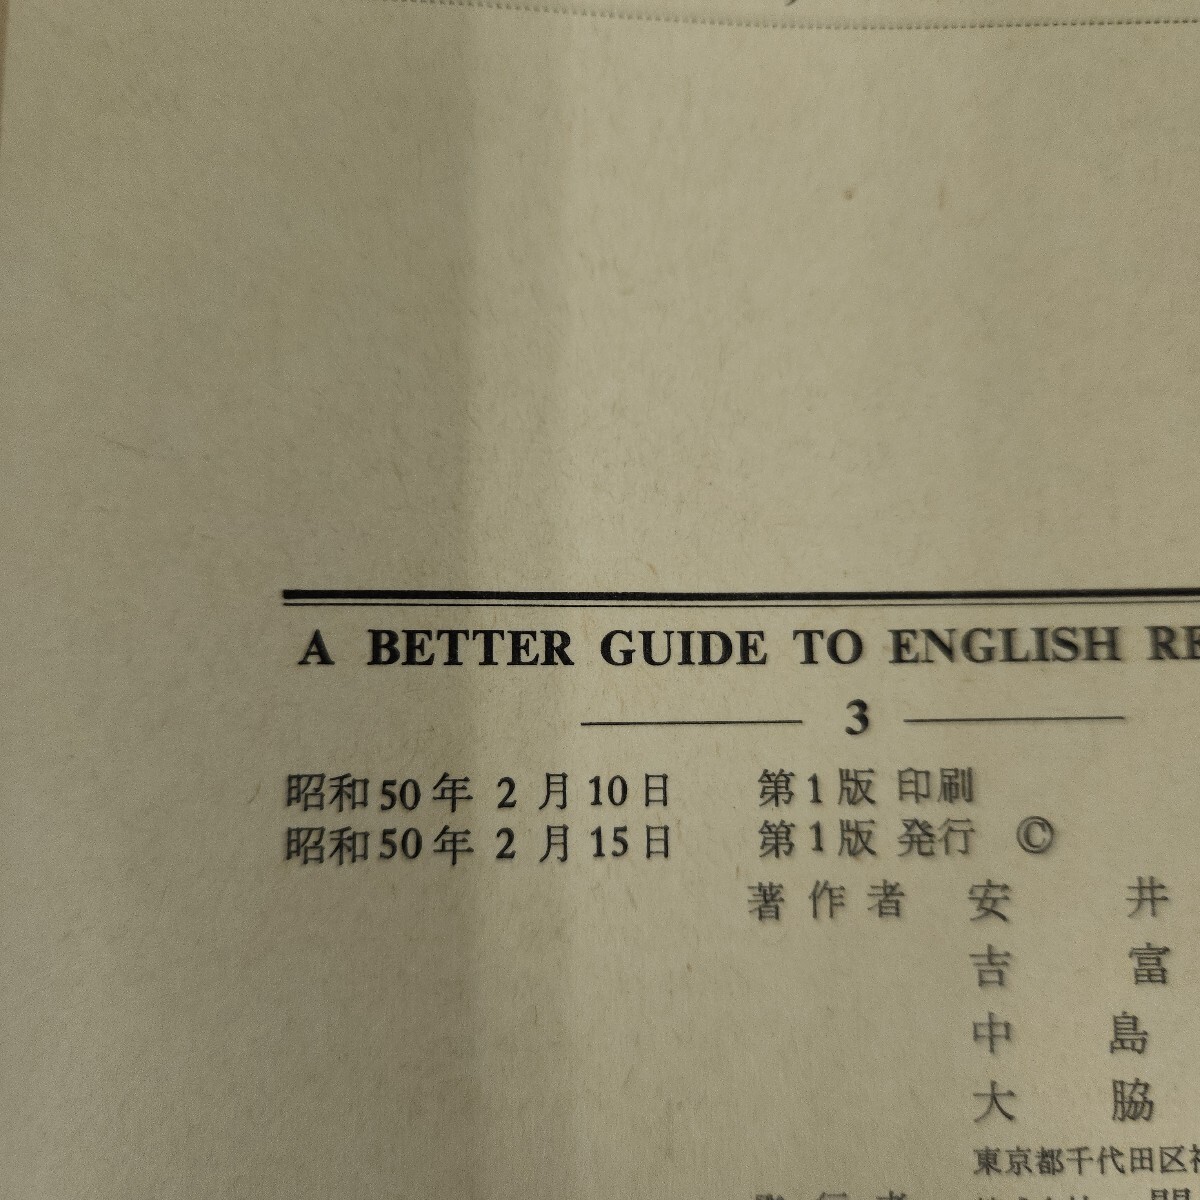 A BETTER GUIDE TO ENGLISH RE
3
昭和50年 2月10日 第1版 印刷
昭和50年 2月15日 第1版 発行 ©
著作者 安井
吉富
中島
大脇
東京都千代田区神